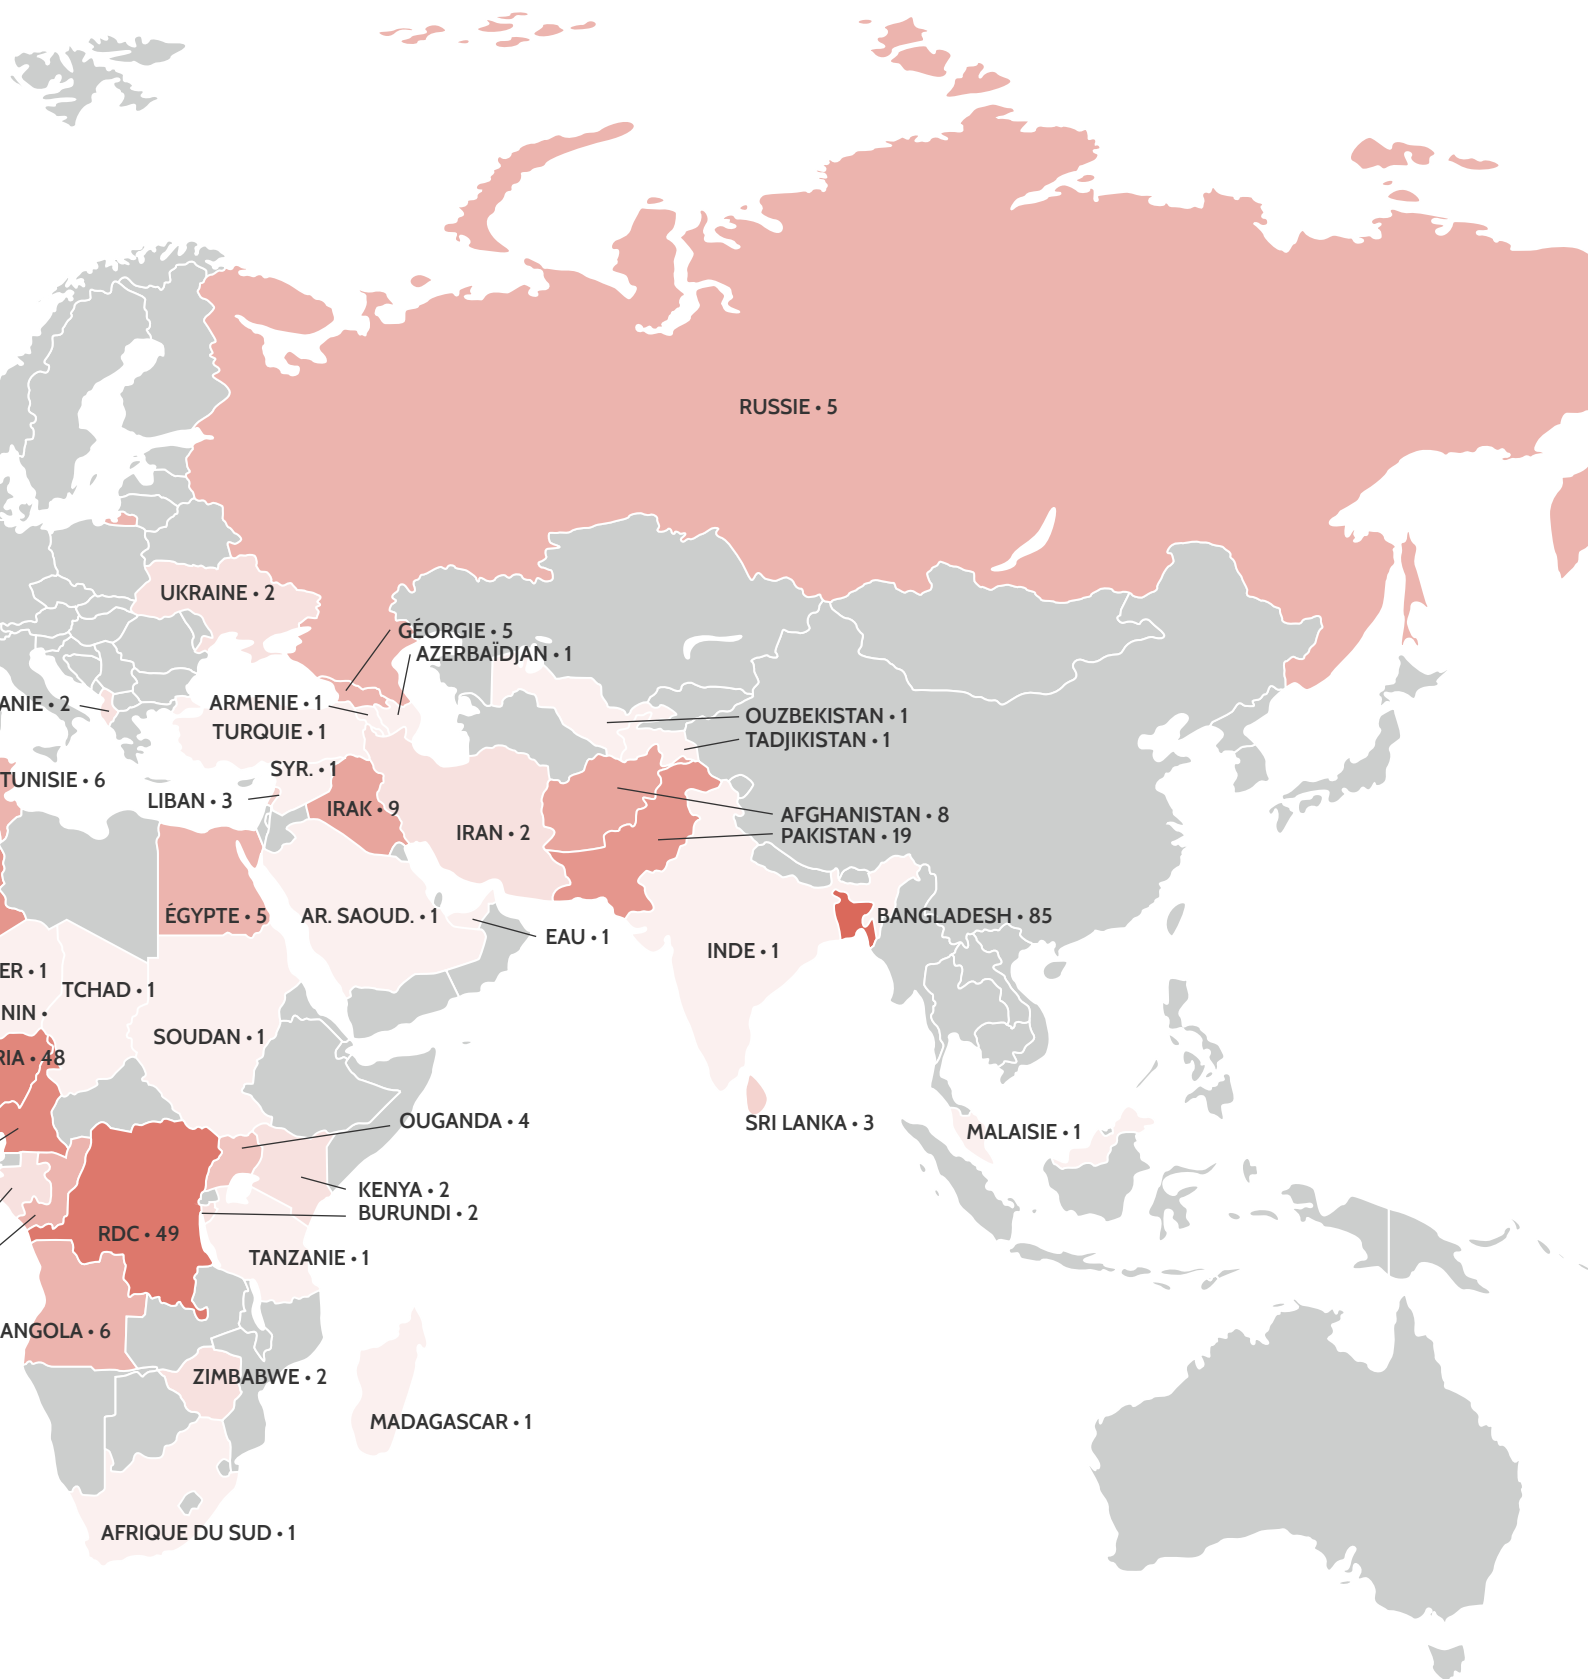 RUSSIE • 5
UKRAINE • 2
GÉORGIE • 5
AZERBAÏDJAN • 1
ANIE • 2
ARMENIE • 1
TURQUIE • 1
OUZBEKISTAN • 1
TADJIKISTAN • 1
SYR. • 1
TUNISIE • 6
LIBAN • 3
IRAK • 9
IRAN • 2
AFGHANISTAN • 8
PAKISTAN • 19
ÉGYPTE • 5
AR. SAOUD. • 1
EAU • 1
INDE • 1
BANGLADESH • 85
ER • 1
TCHAD • 1
NIN •
SOUDAN • 1
RIA • 48
OUGANDA • 4
SRI LANKA • 3
MALAISIE • 1
KENYA • 2
BURUNDI • 2
RDC • 49
TANZANIE • 1
ANGOLA • 6
ZIMBABWE • 2
MADAGASCAR • 1
AFRIQUE DU SUD • 1